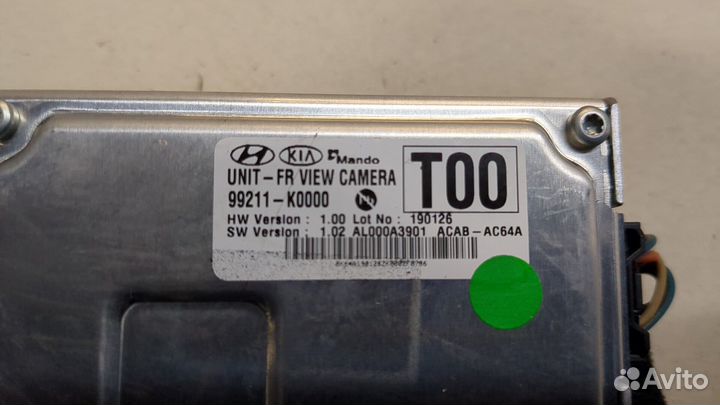 HYUNDAI KIA Mando
UNIT-FR VIEW CAMERA
99211-K0000
T00
HW Version : 1.00 Lot No : 190126
SW Version : 1.02 AL000A3901 ACAB-AC64A
Avito